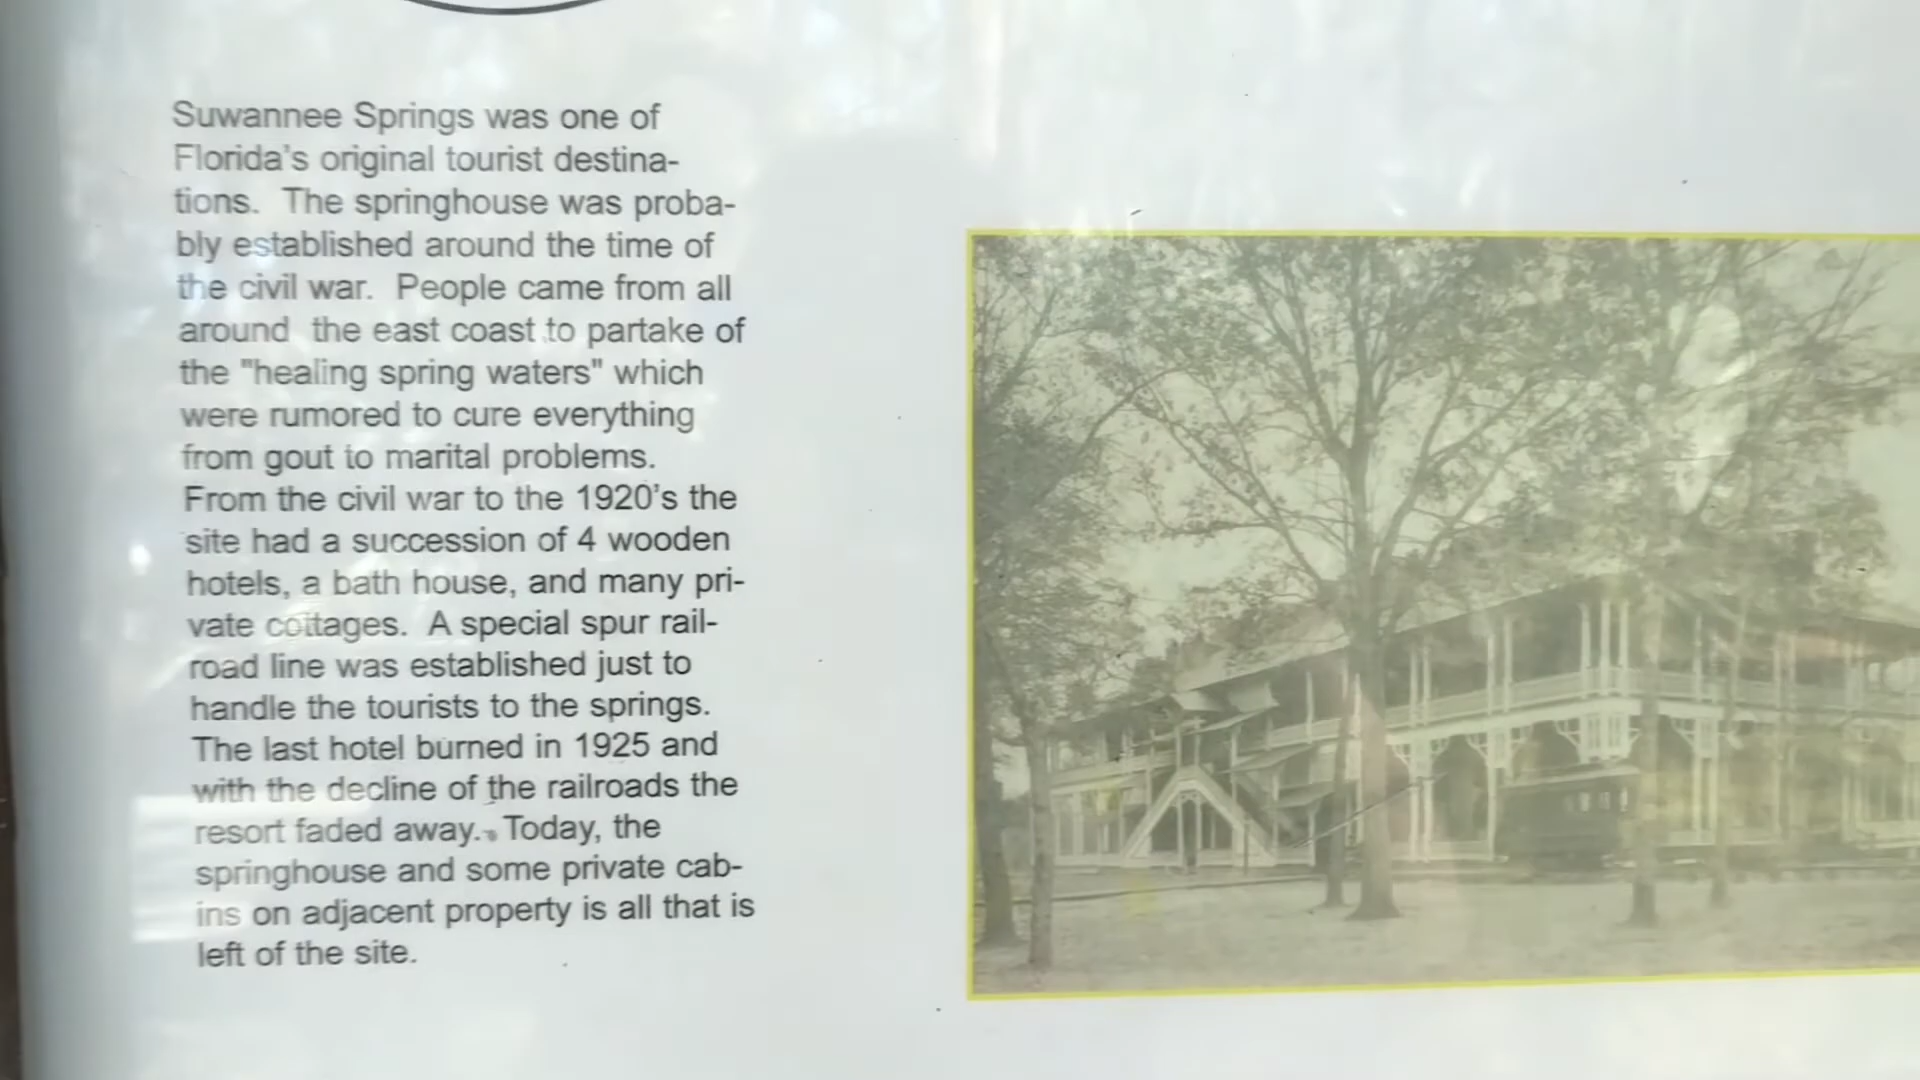 Suwannee Springs was one of
Florida's original tourist destina-
tions.  The springhouse was proba-
bly established around the time of
the civil war.  People came from all
around  the east coast to partake of
the "healing spring waters" which
were rumored to cure everything
from gout to marital problems.
From the civil war to the 1920's the
site had a succession of 4 wooden
hotels, a bath house, and many pri-
vate cottages.  A special spur rail-
road line was established just to
handle the tourists to the springs.
The last hotel burned in 1925 and
with the decline of the railroads the
resort faded away.  Today, the
springhouse and some private cab-
ins on adjacent property is all that is
left of the site.